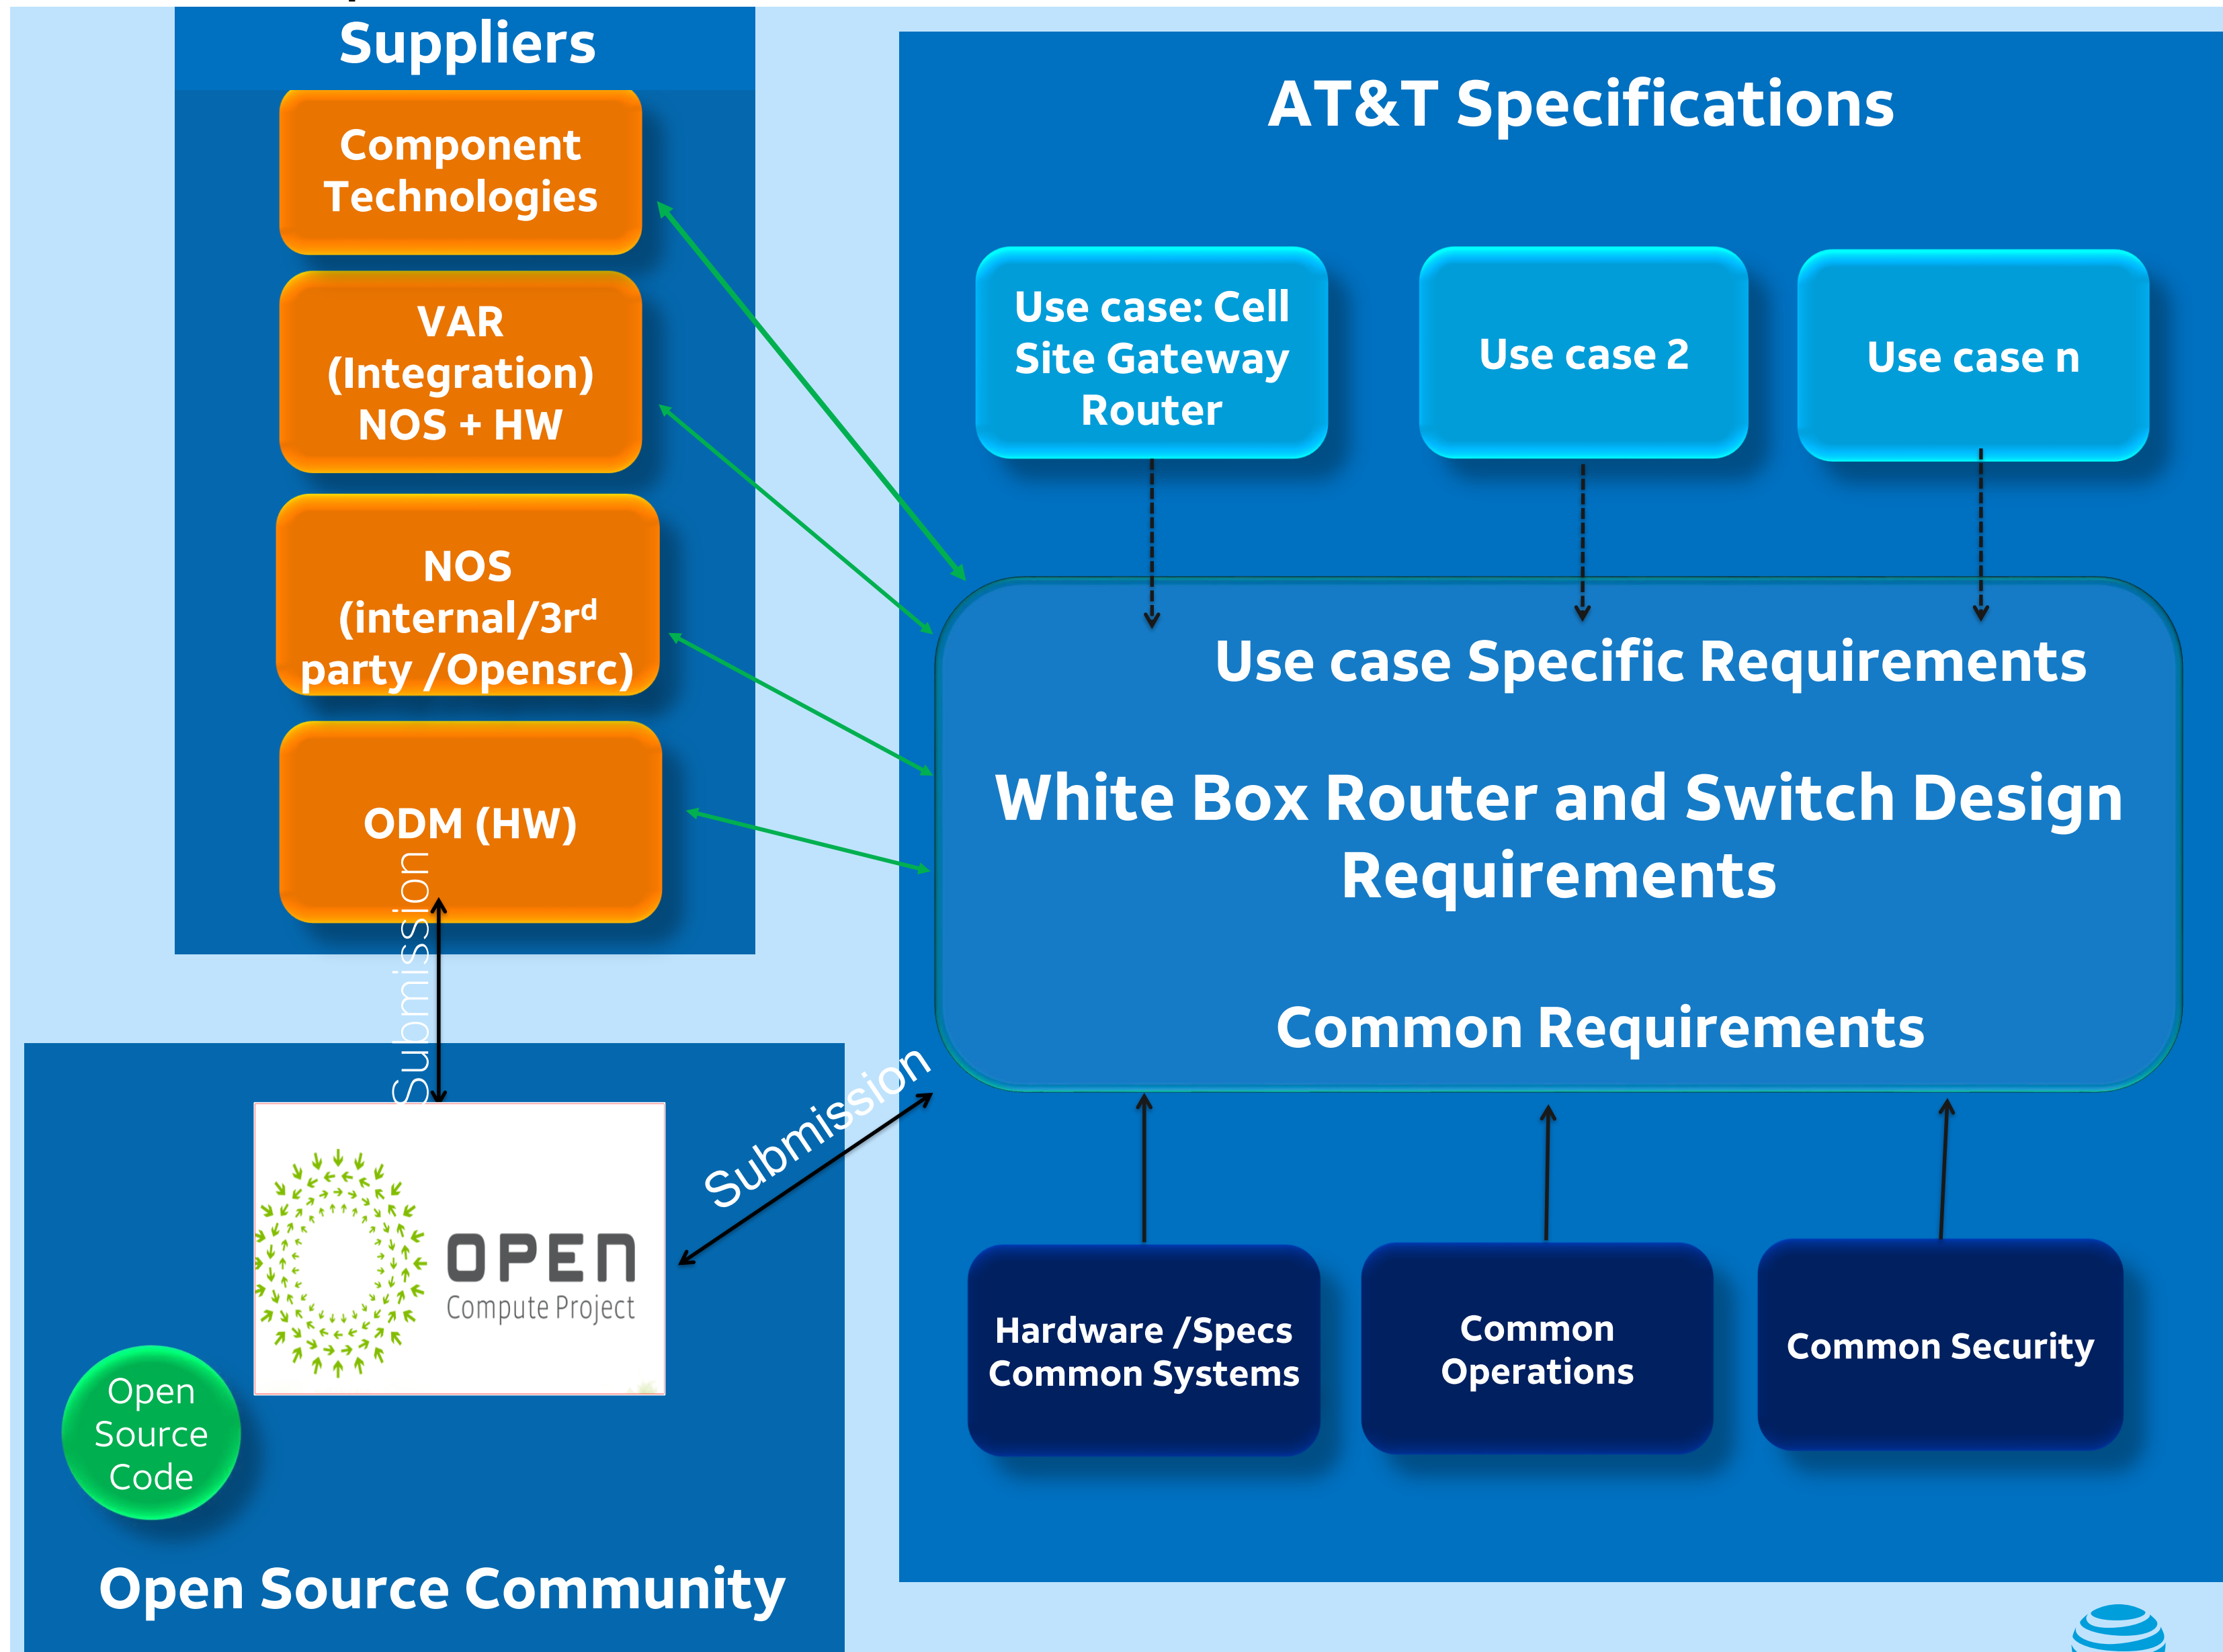 Suppliers
Component
Technologies
VAR
(Integration)
NOS + HW
NOS
(internal/3rd
party /Opensrc)
ODM (HW)
Submission
AT&T Specifications
Use case: Cell
Site Gateway
Router
Use case 2
Use case n
Use case Specific Requirements
White Box Router and Switch Design
Requirements
Common Requirements
Submission
OPEN
Compute Project
Open
Source
Code
Open Source Community
Hardware /Specs
Common Systems
Common
Operations
Common Security